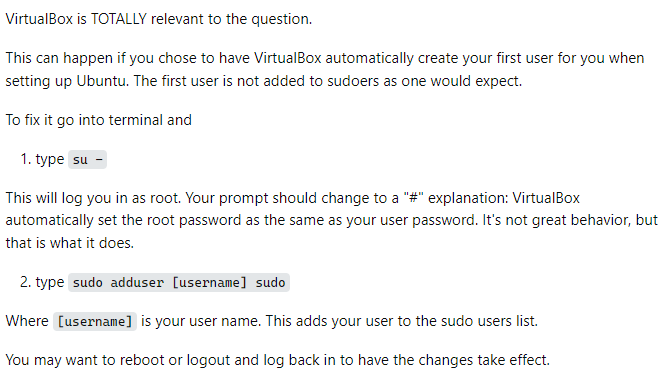 VirtualBox is TOTALLY relevant to the question.
This can happen if you chose to have VirtualBox automatically create your first user for you when
setting up Ubuntu. The first user is not added to sudoers as one would expect.
To fix it go into terminal and
1. type su -
This will log you in as root. Your prompt should change to a "#" explanation: VirtualBox
automatically set the root password as the same as your user password. It's not great behavior, but
that is what it does.
2. type sudo adduser [username] sudo
Where [username] is your user name. This adds your user to the sudo users list.
You may want to reboot or logout and log back in to have the changes take effect.